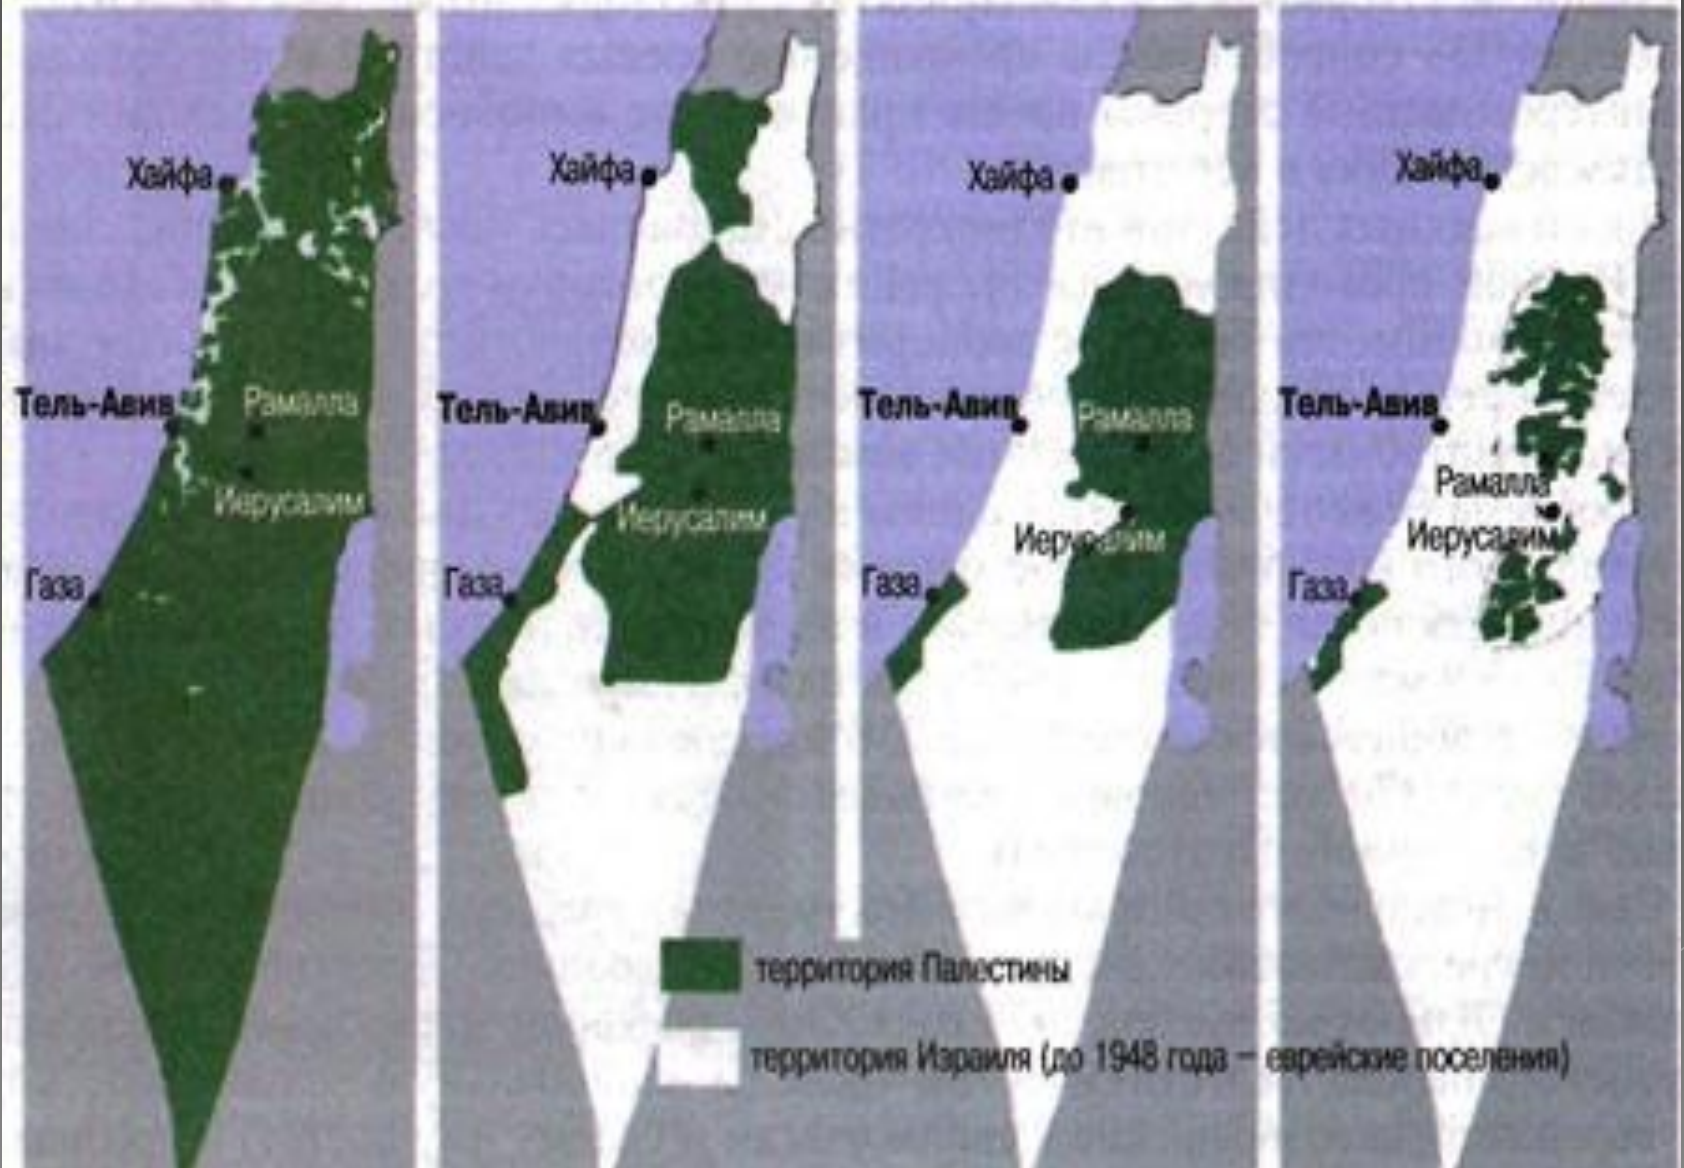 Хайфа
Тель-Авив
Рамалла
Иерусалим
Газа
Хайфа
Тель-Авив
Рамалла
Иерусалим
Газа
Хайфа
Тель-Авив
Рамалла
Иерусалим
Газа
Хайфа
Тель-Авив
Рамалла
Иерусалим
Газа
территория Палестины
территория Израиля (до 1948 года – еврейские поселения)